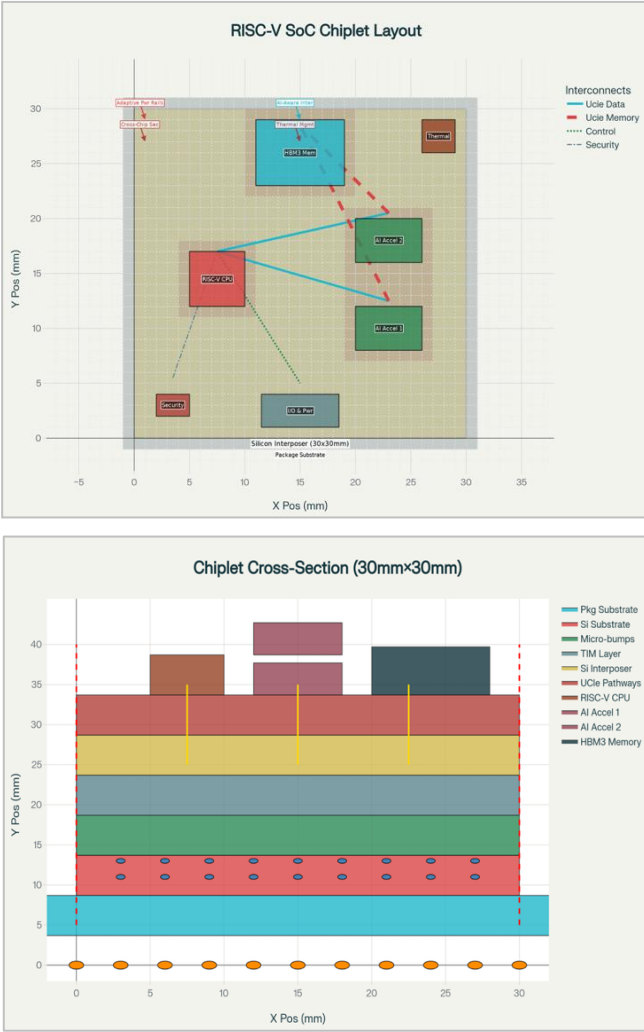 RISC-V SoC Chiplet Layout
Adaptive Pwr Rails
Cross-Chip Sec
AI-Aware Inter
Thermal Mgmt
HBM3 Mem
Thermal
AI Accel 2
RISC-V CPU
AI Accel 1
Security
I/O & Pwr
Silicon Interposer (30x30mm)
Package Substrate
Interconnects
Ucie Data
Ucie Memory
Control
Security
Y Pos (mm)
30
25
20
15
10
5
0
−5
0
5
10
15
20
25
30
35
X Pos (mm)
Chiplet Cross-Section (30mm×30mm)
Pkg Substrate
Si Substrate
Micro-bumps
TIM Layer
Si Interposer
UCIe Pathways
RISC-V CPU
AI Accel 1
AI Accel 2
HBM3 Memory
Y Pos (mm)
40
35
30
25
20
15
10
5
0
0
5
10
15
20
25
30
X Pos (mm)